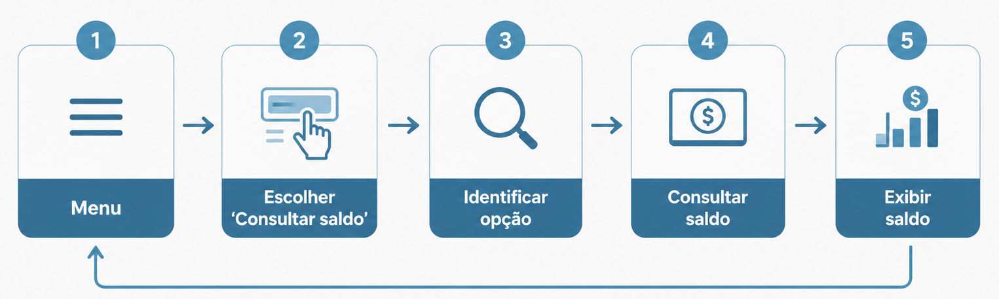 1
2
3
4
5
$
$
Menu
Escolher
‘Consultar saldo’
Identificar
opção
Consultar
saldo
Exibir
saldo